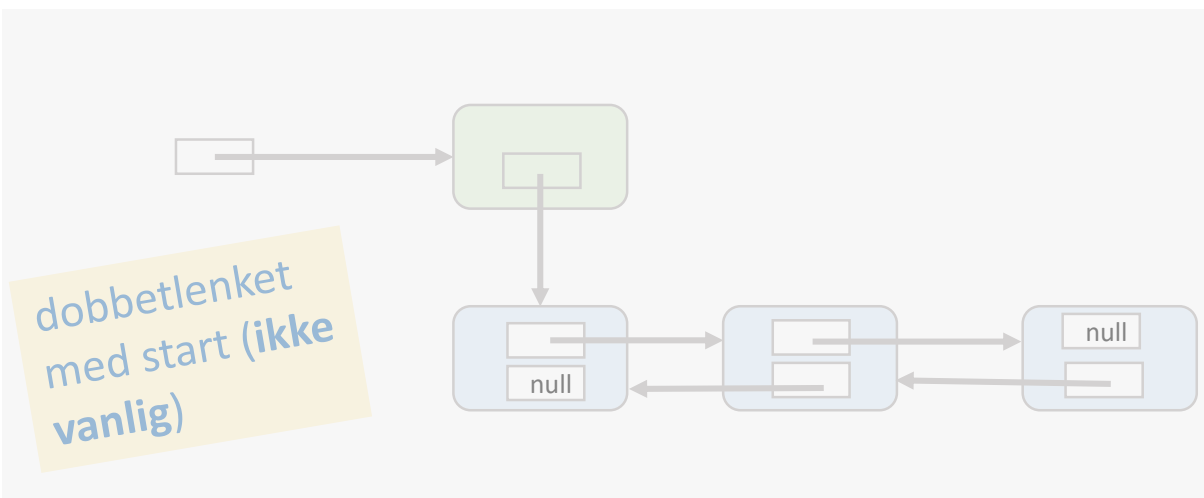 dobbetlenket
med start (ikke
vanlig)
null
null